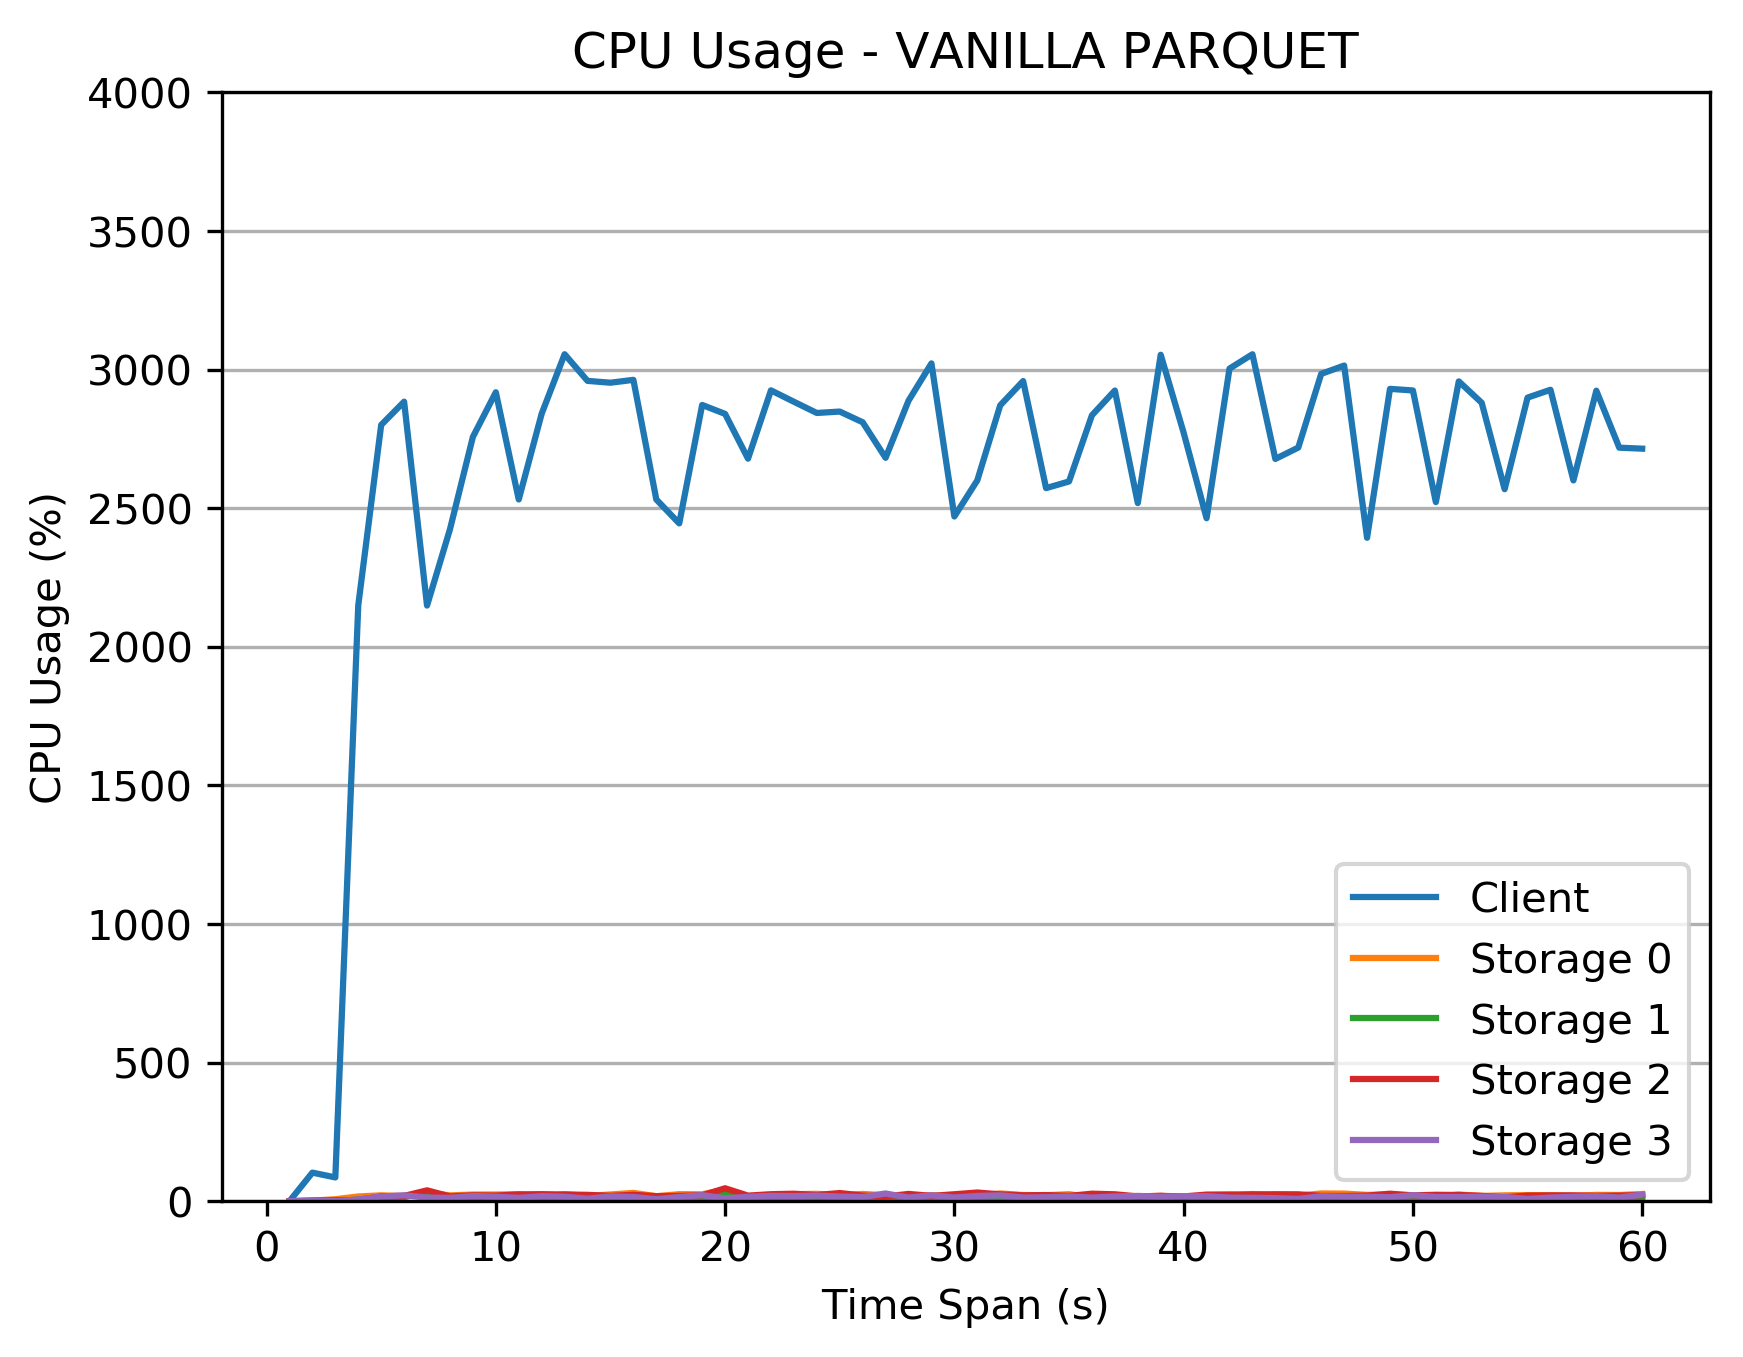 CPU Usage - VANILLA PARQUET
4000
3500
3000
2500
2000
1500
1000
500
0
CPU Usage (%)
Client
Storage 0
Storage 1
Storage 2
Storage 3
0 10 20 30 40 50 60
Time Span (s)